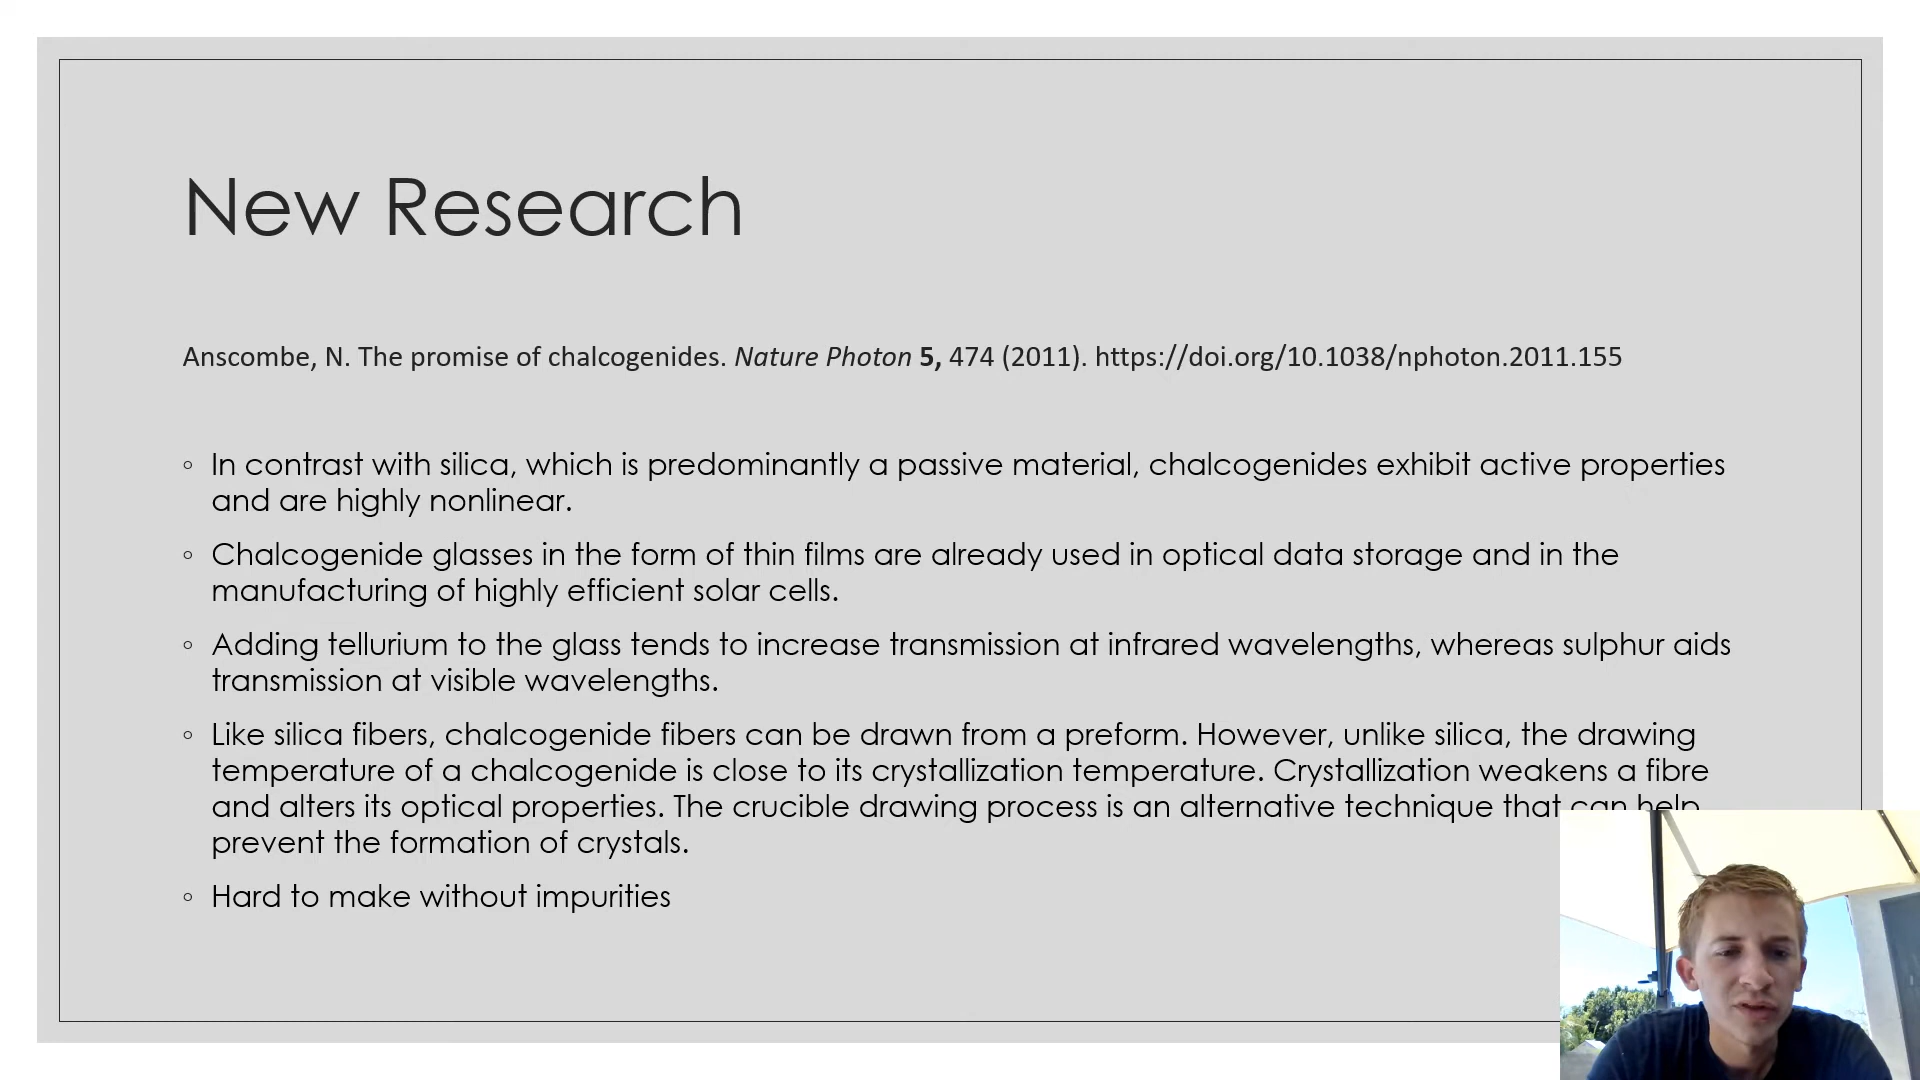 New Research
Anscombe, N. The promise of chalcogenides. Nature Photon 5, 474 (2011). https://doi.org/10.1038/nphoton.2011.155
◦ In contrast with silica, which is predominantly a passive material, chalcogenides exhibit active properties
and are highly nonlinear.
◦ Chalcogenide glasses in the form of thin films are already used in optical data storage and in the
manufacturing of highly efficient solar cells.
◦ Adding tellurium to the glass tends to increase transmission at infrared wavelengths, whereas sulphur aids
transmission at visible wavelengths.
◦ Like silica fibers, chalcogenide fibers can be drawn from a preform. However, unlike silica, the drawing
temperature of a chalcogenide is close to its crystallization temperature. Crystallization weakens a fibre
and alters its optical properties. The crucible drawing process is an alternative technique that can help
prevent the formation of crystals.
◦ Hard to make without impurities